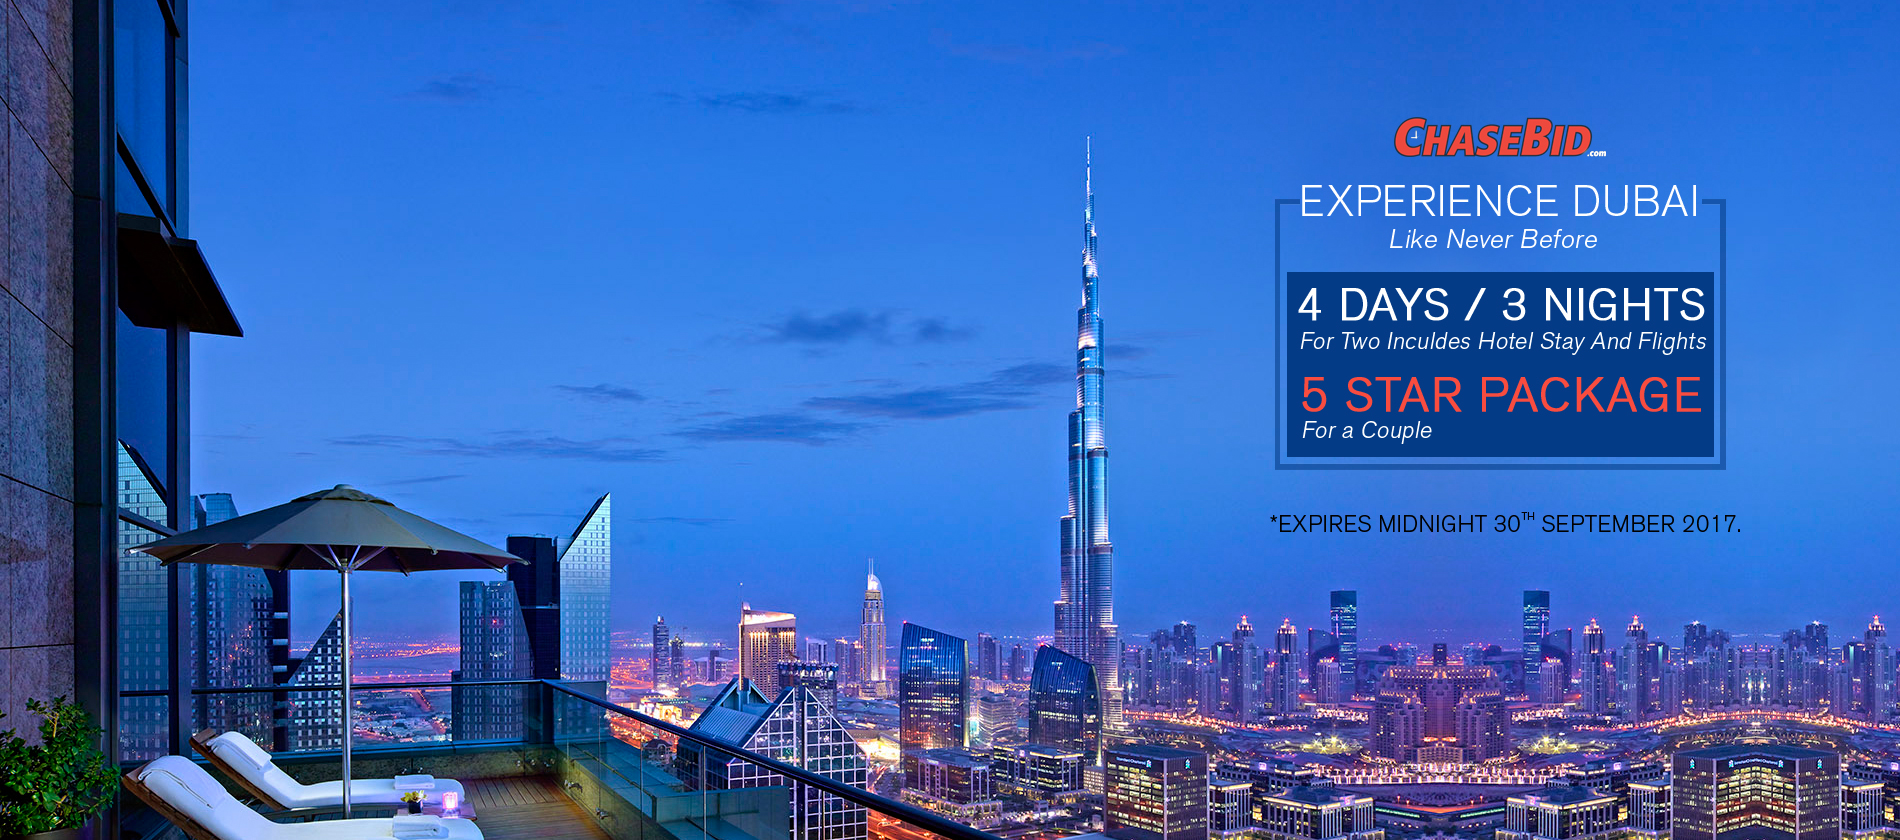 CHASEBID.com
EXPERIENCE DUBAI
Like Never Before
4 DAYS / 3 NIGHTS
For Two Inculdes Hotel Stay And Flights
5 STAR PACKAGE
For a Couple
*EXPIRES MIDNIGHT 30TH SEPTEMBER 2017.